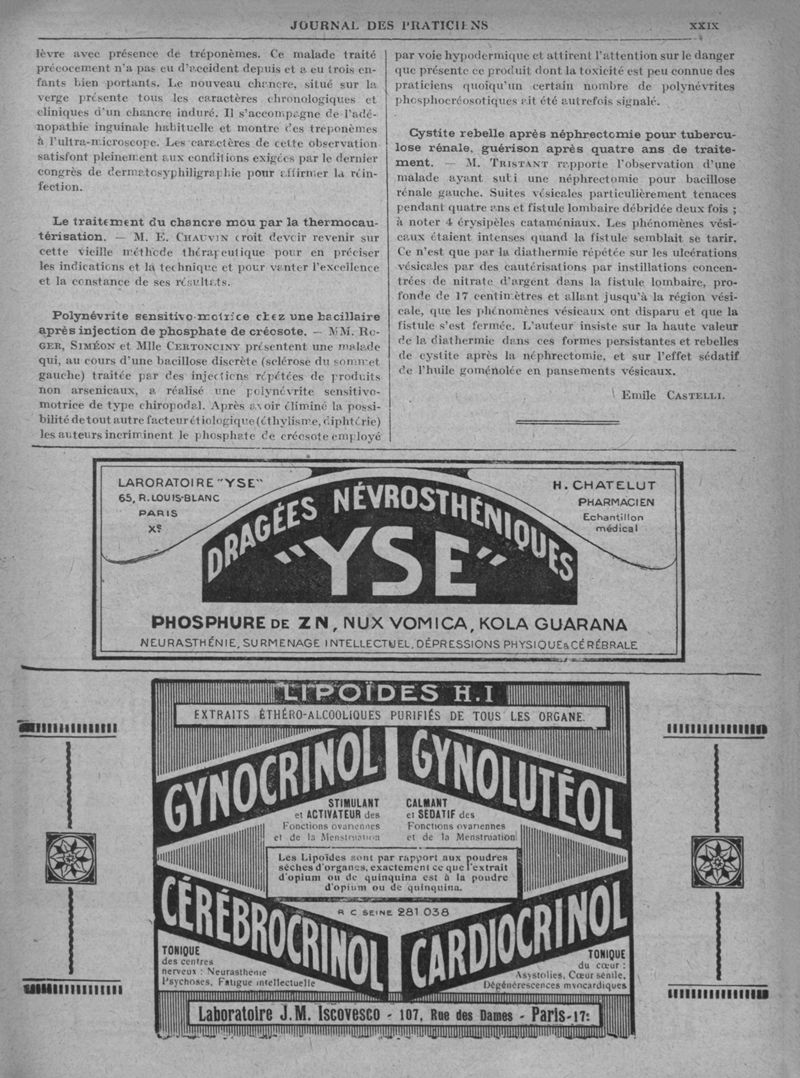 JOURNAL DES PRATICIENS
XXIX
lèvre avec présence de tréponèmes. Ce malade traité
précocement n'a pas eu d'accident depuis et a eu trois en-
fants bien portants. Le nouveau chancre, situé sur la
verge présente tous les caractères chronologiques et
cliniques d'un chancre induré. Il s'accompagne de l'adé-
nopathie inguinale habituelle et montre des treponèmes
à l'ultra-microscope. Les caractères de cette observation
satisfont pleinement aux conditions exigées par le dernier
congrès de dermatosyphiligraphie pour affirmer la réin-
fection.
Le traitement du chancre mou par la thermocau-
térisation. — M. E. CHAUVIN croit devoir revenir sur
cette vieille méthode thérapeutique pour en préciser
les indications et la technique et pour vanter l'excellence
et la constance de ses résultats.
Polynévrite sensitivo-motrice chez une bacillaire
après injection de phosphate de créosote. — MM. RO-
GER, SIMÉON et Mlle CERTONCINY présentent une malade
qui, au cours d'une bacillose discrète (sclérose du sommet
gauche) traitée par des injections répétées de produits
non arsenicaux, a réalisé une polynévrite sensitivo-
motrice de type chiropodal. Après avoir éliminé la possi-
bilité de tout autre facteur étiologique (éthylisme, diphtérie)
les auteurs incriminent le phosphate de créosote employé
par voie hypodermique et attirent l'attention sur le danger
que présente ce produit dont la toxicité est peu connue des
praticiens quoiqu'un certain nombre de polynévrites
phosphocréosotiques ait été autrefois signalé.
Cystite rebelle après néphrectomie pour tubercu-
lose rénale, guérison après quatre ans de traite-
ment. — M. TRISTANT rapporte l'observation d'une
malade ayant subi une néphrectomie pour bacillose
rénale gauche. Suites vésicales particulièrement tenaces
pendant quatre ans et fistule lombaire débridée deux fois ;
à noter 4 érysipèles cataméniaux. Les phénomènes vési-
caux étaient intenses quand la fistule semblait se tarir.
Ce n'est que par la diathermie répétée sur les ulcérations
vésicales par des cautérisations par instillations concen-
trées de nitrate d'argent dans la fistule lombaire, pro-
fonde de 17 centimètres et allant jusqu'à la région vési-
cale, que les phénomènes vésicaux ont disparu et que la
fistule s'est fermée. L'auteur insiste sur la haute valeur
de la diathermie dans ces formes persistantes et rebelles
de cystite après la néphrectomie, et sur l'effet sédatif
de l'huile goménolée en pansements vésicaux.
Emile CASTELLI.
LARORATOIRE "YSE"
65, R. LOUIS-BLANC
PARIS
Xe
H. CHATELUT
PHARMACIEN
Echantillon
médical
DRAGÉES NÉVROSTHÉNIQUES
"YSE"
PHOSPHURE DE ZN, NUX VOMICA, KOLA GUARANA
NEURASTHÉNIE, SURMENAGE INTELLECTUEL, DÉPRESSIONS PHYSIQUE & CÉRÉBRALE
LIPOÏDES H.I
EXTRAITS ÉTHÉRO-ALCOOLIQUES PURIFIÉS DE TOUS LES ORGANE.
GYNOCRINOL
GYNOLUTÉOL
STIMULANT
et ACTIVATEUR des
Fonctions ovariennes
et de la Menstruation
CALMANT
et SÉDATIF des
Fonctions ovariennes
et de la Menstruation
Les Lipoïdes sont par rapport aux poudres
sèches d'organes, exactement ce que l'extrait
d'opium ou de quinquina est à la poudre
d'opium ou de quinquina.
R C SEINE 281 038
CÉRÉBROCRINOL
CARDIOCRINOL
TONIQUE
des centres
nerveux : Neurasthénie
Psychoses, Fatigue intellectuelle
TONIQUE
du cœur :
Asystolies, Cœur sénile,
Dégénérescences myocardiques
Laboratoire J.M. ISCOVESCO - 107, Rue des Dames - Paris-17e